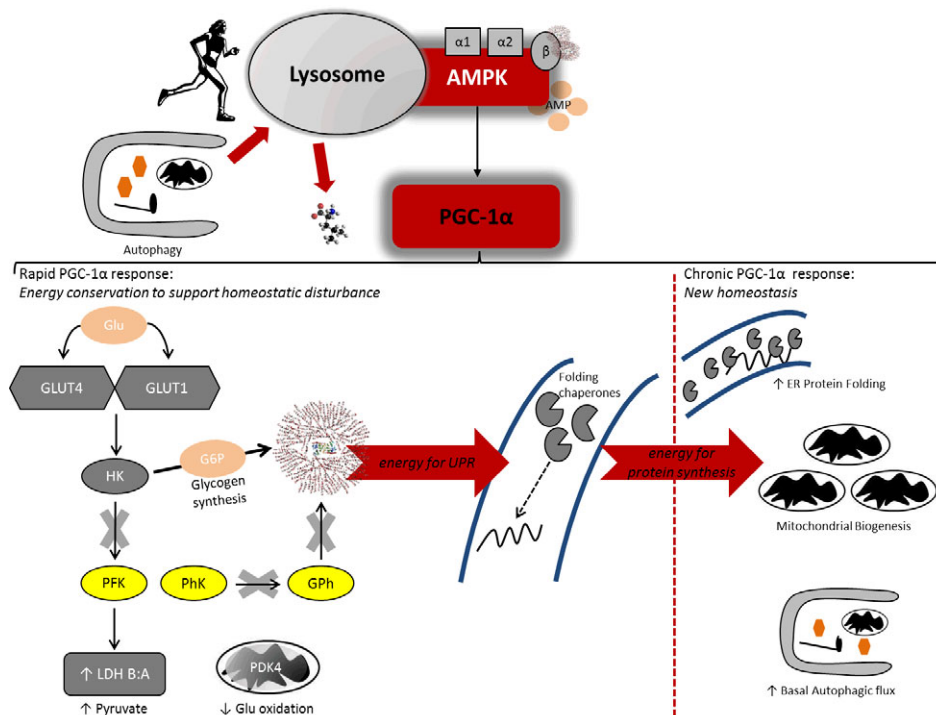 α1
α2
β
Lysosome
AMPK
AMP
PGC-1α
Autophagy
Rapid PGC-1α response:
Energy conservation to support homeostatic disturbance
Chronic PGC-1α response:
New homeostasis
Glu
GLUT4
GLUT1
HK
G6P
Glycogen
synthesis
energy for UPR
Folding
chaperones
energy for
protein synthesis
↑ ER Protein Folding
Mitochondrial Biogenesis
PFK
PhK
GPh
↑ LDH B:A
↑ Pyruvate
PDK4
↓ Glu oxidation
↑ Basal Autophagic flux